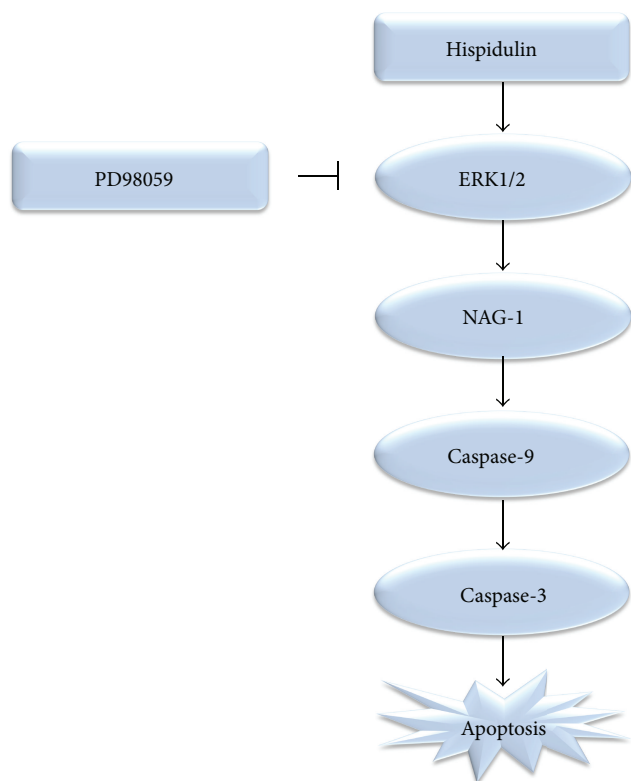 Hispidulin
PD98059
ERK1/2
NAG-1
Caspase-9
Caspase-3
Apoptosis